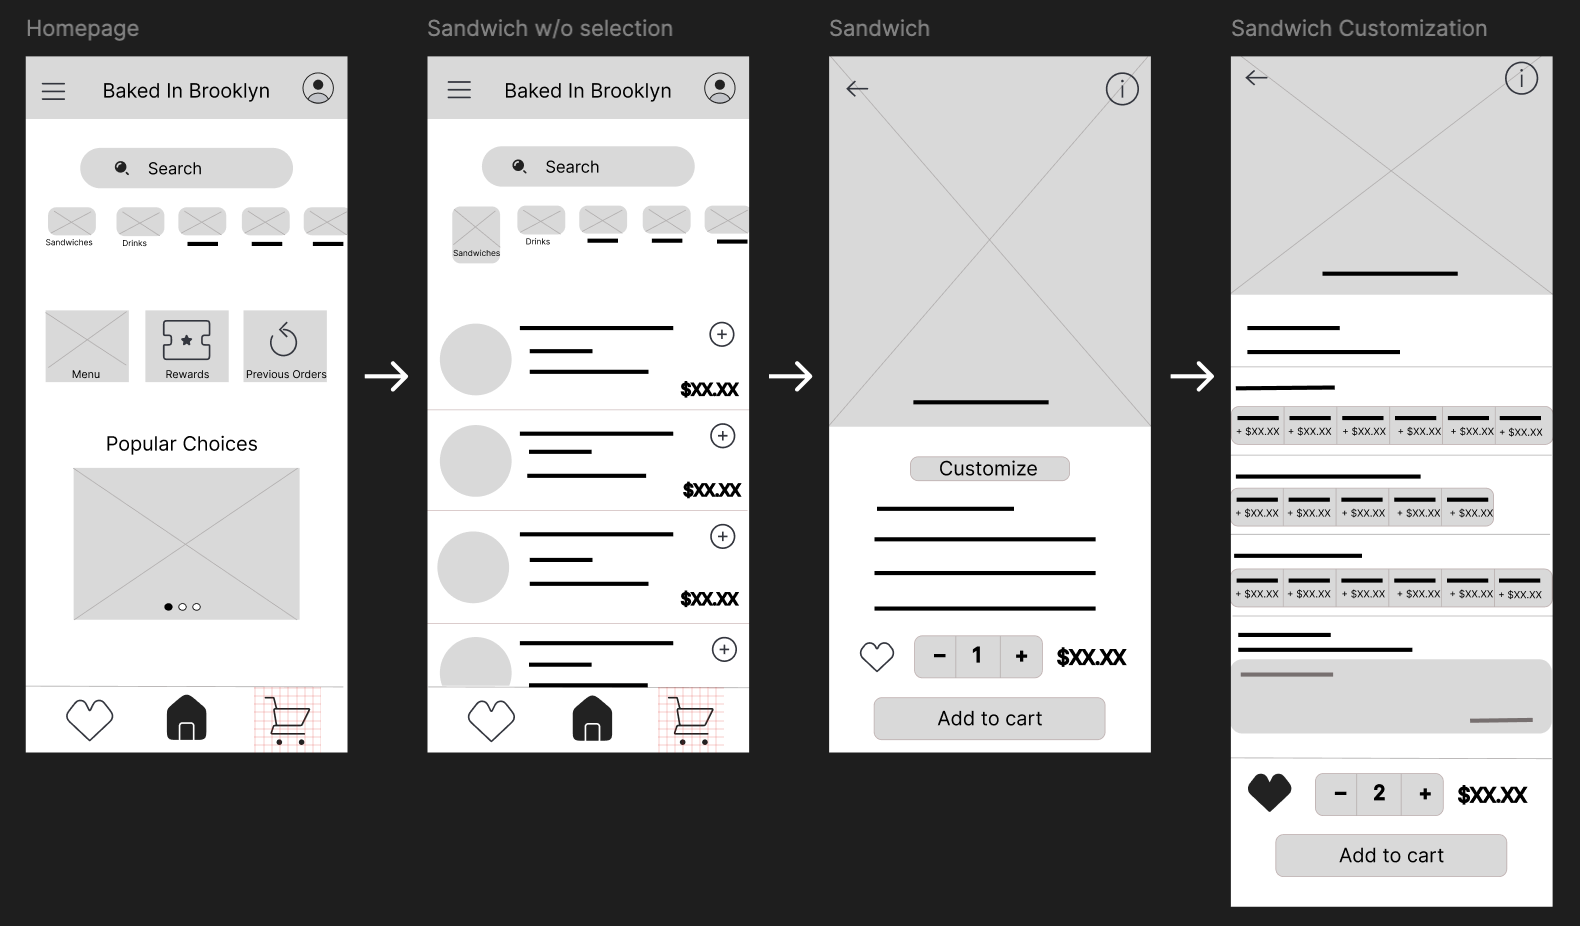 Homepage
Baked In Brooklyn
Search
Sandwiches
Drinks
Menu
Rewards
Previous Orders
Popular Choices
Sandwich w/o selection
Baked In Brooklyn
Search
Sandwiches
Drinks
$XX.XX
$XX.XX
$XX.XX
Sandwich
i
Customize
- 1 + $XX.XX
Add to cart
Sandwich Customization
i
+ $XX.XX + $XX.XX + $XX.XX + $XX.XX + $XX.XX + $XX.XX
+ $XX.XX + $XX.XX + $XX.XX + $XX.XX + $XX.XX
+ $XX.XX + $XX.XX + $XX.XX + $XX.XX + $XX.XX + $XX.XX
- 2 + $XX.XX
Add to cart